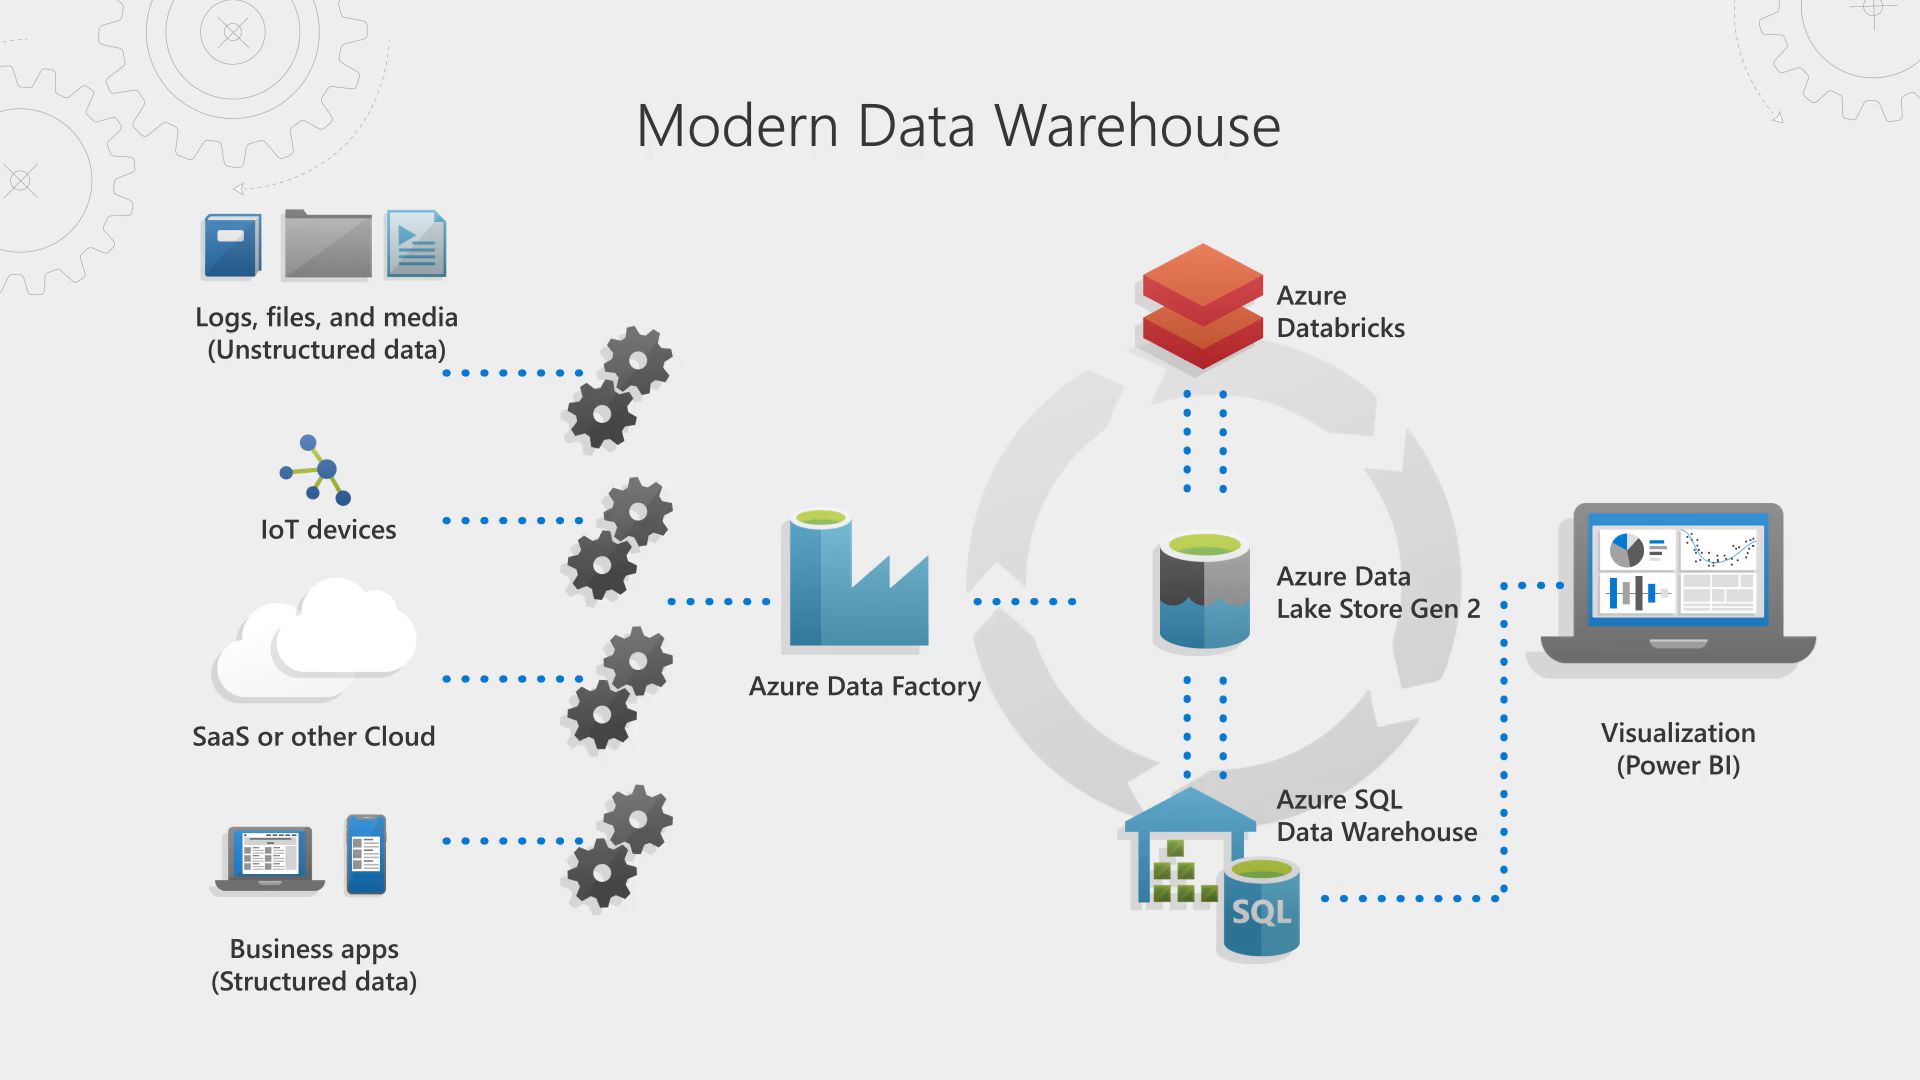 Modern Data Warehouse
Logs, files, and media
(Unstructured data)
IoT devices
SaaS or other Cloud
Business apps
(Structured data)
Azure Data Factory
Azure
Databricks
Azure Data
Lake Store Gen 2
Azure SQL
Data Warehouse
SQL
Visualization
(Power BI)